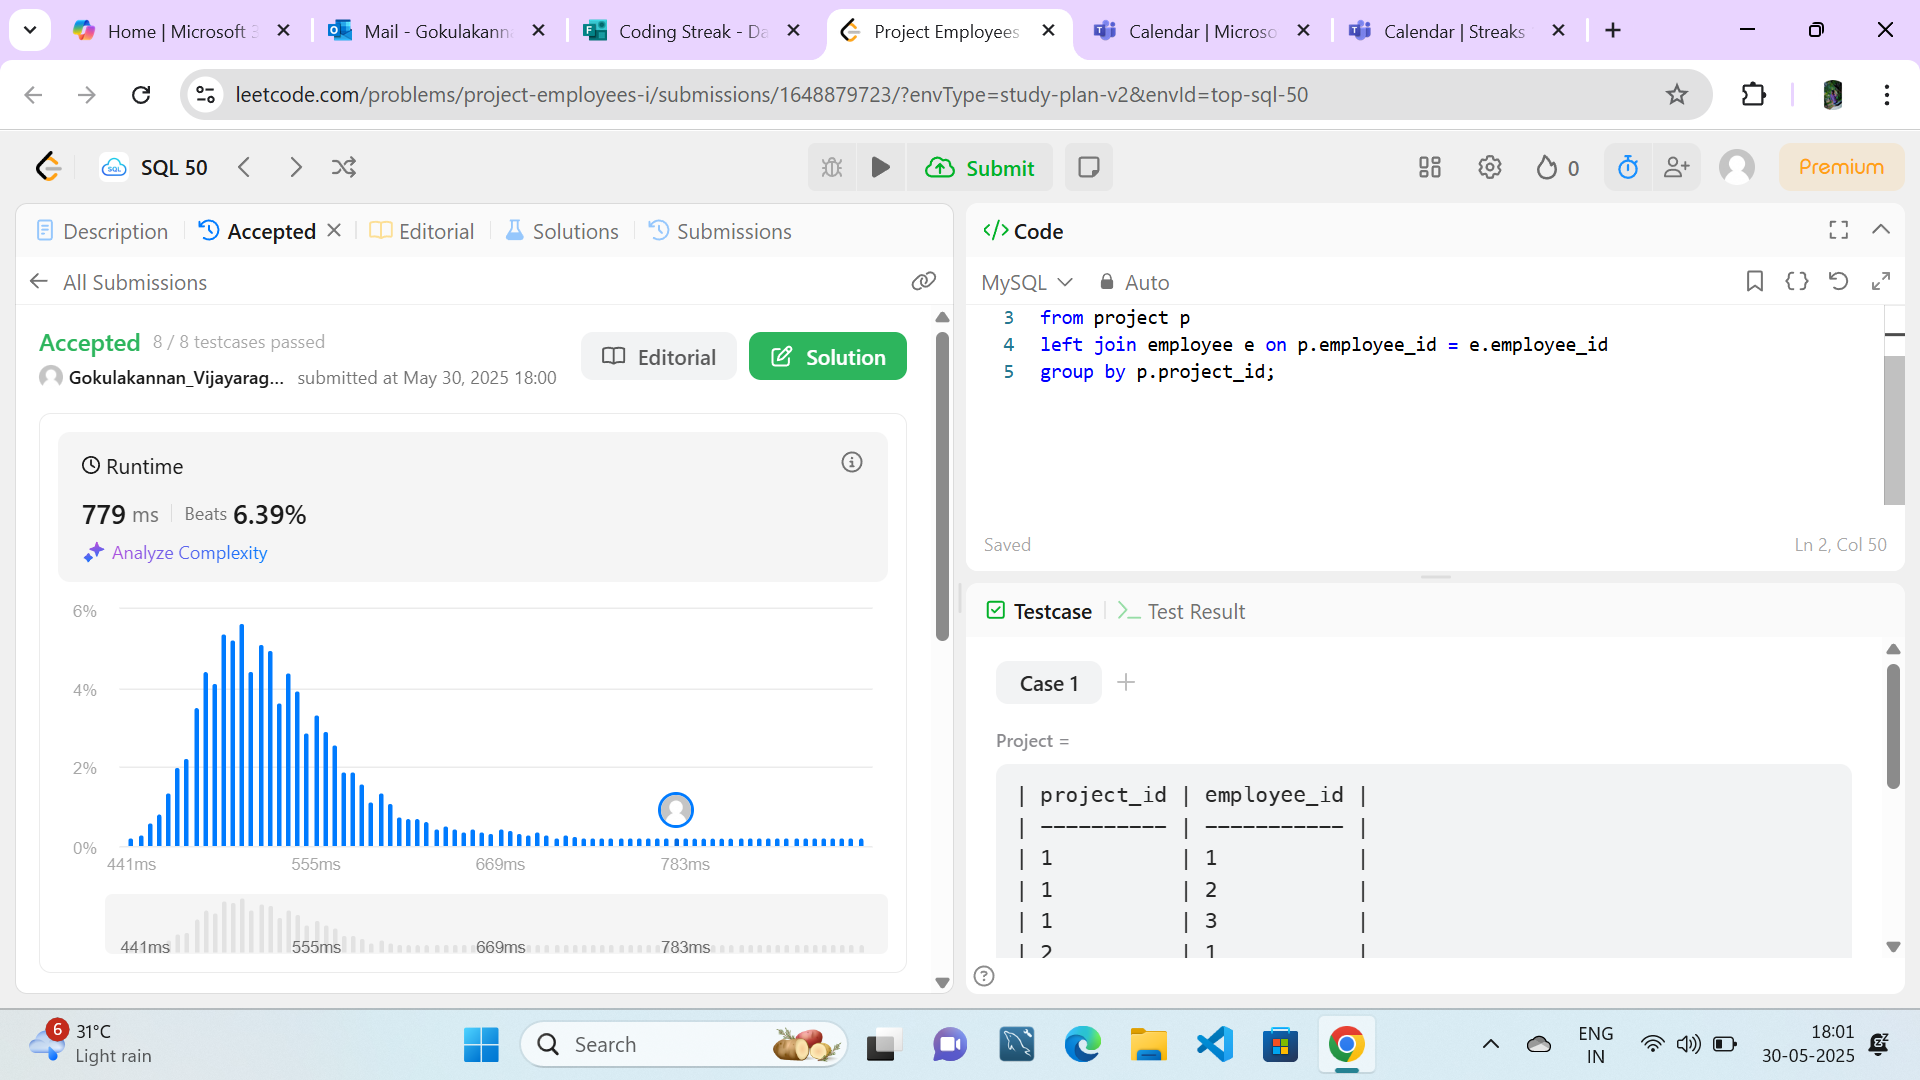 Home | Microsoft 3
Mail - Gokulakann
Coding Streak - Da
Project Employees
Calendar | Microso
Calendar | Streaks
leetcode.com/problems/project-employees-i/submissions/1648879723/?envType=study-plan-v2&envId=top-sql-50
SQL SQL 50
Submit
0
Premium
Description
Accepted
Editorial
Solutions
Submissions
All Submissions
Accepted 8 / 8 testcases passed
Gokulakannan_Vijayarag... submitted at May 30, 2025 18:00
Editorial
Solution
Runtime
779 ms Beats 6.39%
Analyze Complexity
6%
4%
2%
0%
441ms 555ms 669ms 783ms
441ms 555ms 669ms 783ms
</> Code
MySQL Auto
3 from project p
4 left join employee e on p.employee_id = e.employee_id
5 group by p.project_id;
Saved
Ln 2, Col 50
Testcase
Test Result
Case 1
Project =
| project_id | employee_id |
| ---------- | ----------- |
| 1 | 1 |
| 1 | 2 |
| 1 | 3 |
| 2 | 1 |
6
31°C
Light rain
Search
ENG
IN
18:01
30-05-2025